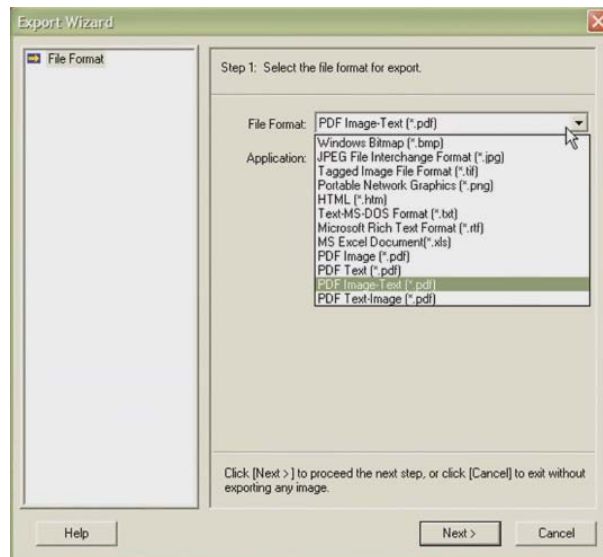 Export Wizard
File Format
Step 1: Select the file format for export.
File Format: PDF Image-Text (*.pdf)
Application:
Windows Bitmap (*.bmp)
JPEG File Interchange Format (*.jpg)
Tagged Image File Format (*.tif)
Portable Network Graphics (*.png)
HTML (*.htm)
Text-MS-DOS Format (*.txt)
Microsoft Rich Text Format (*.rtf)
MS Excel Document(*.xls)
PDF Image (*.pdf)
PDF Text (*.pdf)
PDF Image-Text (*.pdf)
PDF Text-Image (*.pdf)
Click [Next >] to proceed the next step, or click [Cancel] to exit without
exporting any image.
Help
Next >
Cancel